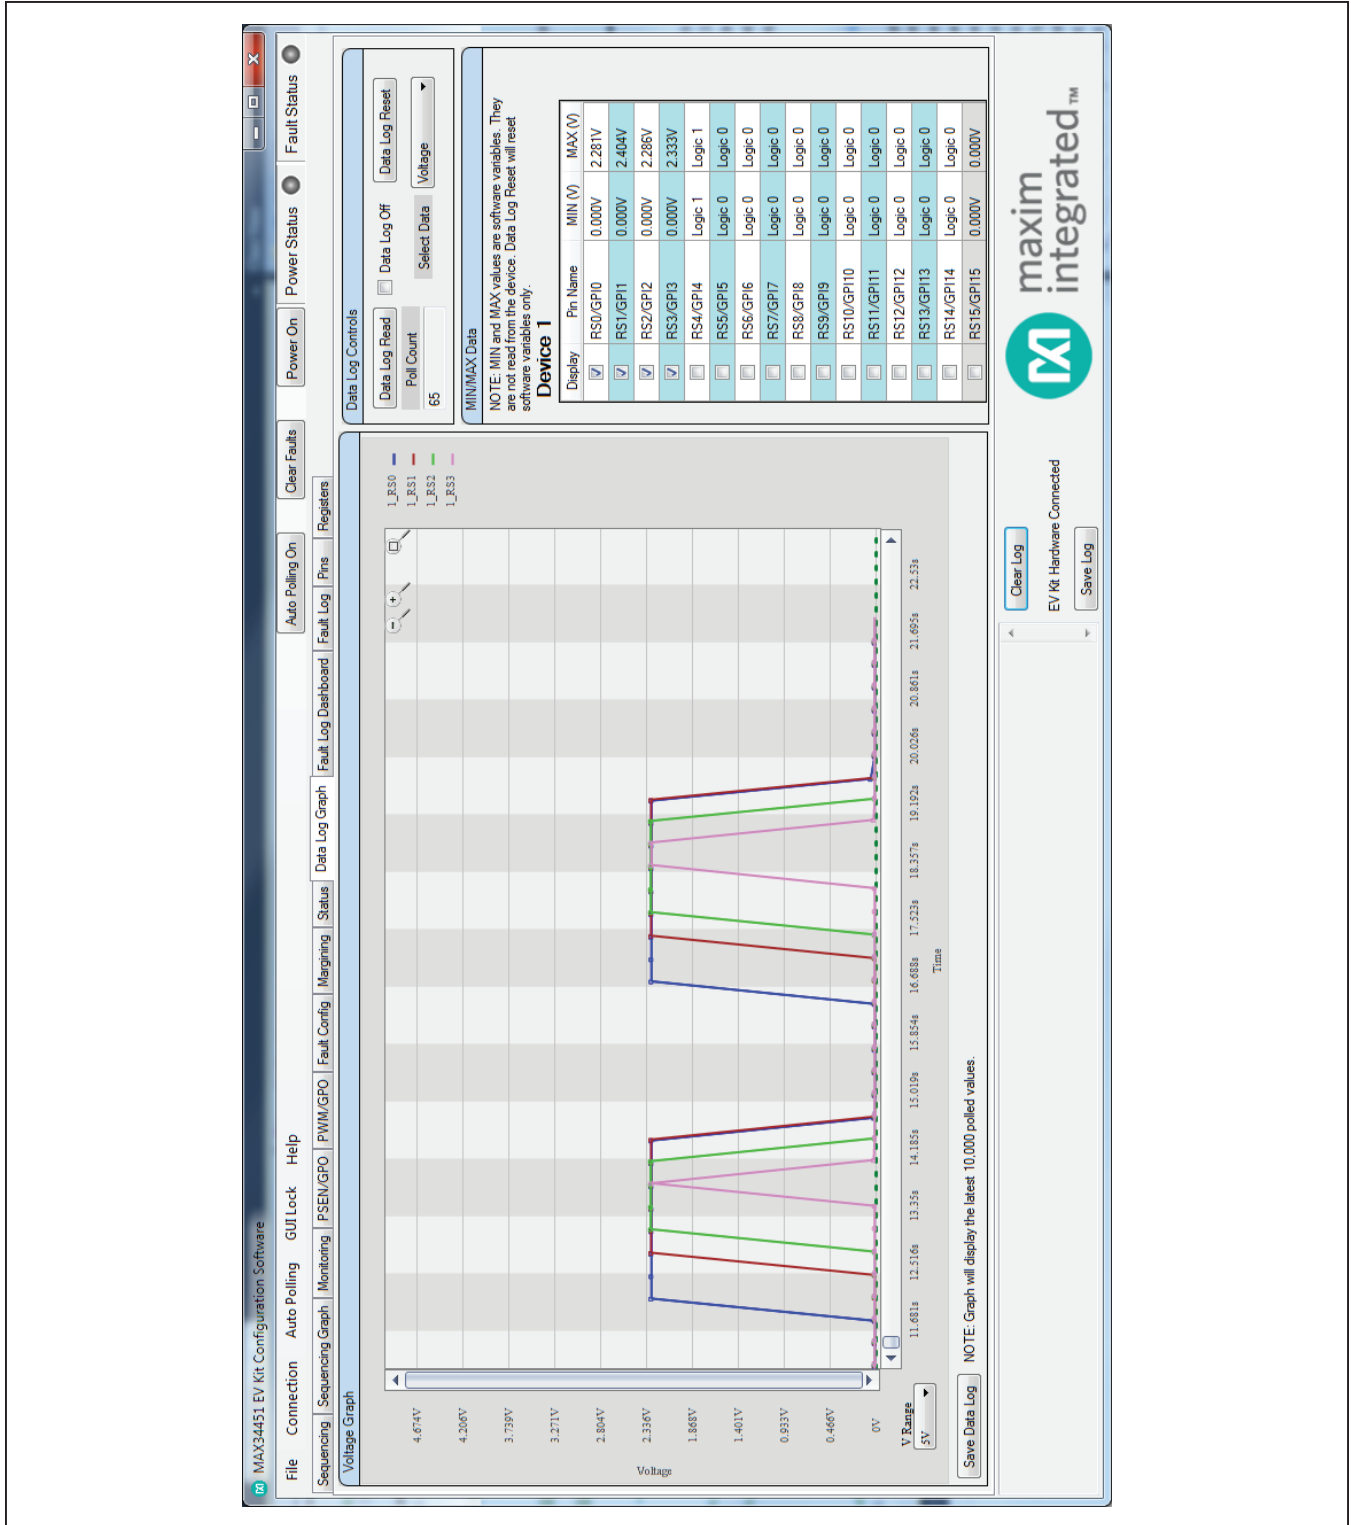 MAX34451 EV Kit Configuration Software
File Connection Auto Polling GUI Lock Help
Auto Polling On Clear Faults Power On Power Status Fault Status
Sequencing Sequencing Graph Monitoring PSEN/GPO PWM/GPO Fault Config Margining Status Data Log Graph Fault Log Dashboard Fault Log Pins Registers
Voltage Graph
4.674V
4.206V
3.739V
3.271V
2.804V
2.336V
1.868V
1.401V
0.933V
0.466V
0V
Voltage
11.681s 12.516s 13.35s 14.185s 15.019s 15.854s 16.688s 17.523s 18.357s 19.192s 20.026s 20.861s 21.695s 22.53s
Time
1_RS0
1_RS1
1_RS2
1_RS3
V Range
5V
Save Data Log NOTE: Graph will display the latest 10,000 polled values.
Data Log Controls
Data Log Read Data Log Off Data Log Reset
Poll Count
65
Select Data Voltage
MIN/MAX Data
NOTE: MIN and MAX values are software variables. They
are not read from the device. Data Log Reset will reset
software variables only.
Device 1
Display Pin Name MIN (V) MAX (V)
RS0/GPI0 0.000V 2.281V
RS1/GPI1 0.000V 2.404V
RS2/GPI2 0.000V 2.286V
RS3/GPI3 0.000V 2.333V
RS4/GPI4 Logic 1 Logic 1
RS5/GPI5 Logic 0 Logic 0
RS6/GPI6 Logic 0 Logic 0
RS7/GPI7 Logic 0 Logic 0
RS8/GPI8 Logic 0 Logic 0
RS9/GPI9 Logic 0 Logic 0
RS10/GPI10 Logic 0 Logic 0
RS11/GPI11 Logic 0 Logic 0
RS12/GPI12 Logic 0 Logic 0
RS13/GPI13 Logic 0 Logic 0
RS14/GPI14 Logic 0 Logic 0
RS15/GPI15 0.000V 0.000V
Clear Log
EV Kit Hardware Connected
Save Log
maxim
integrated™